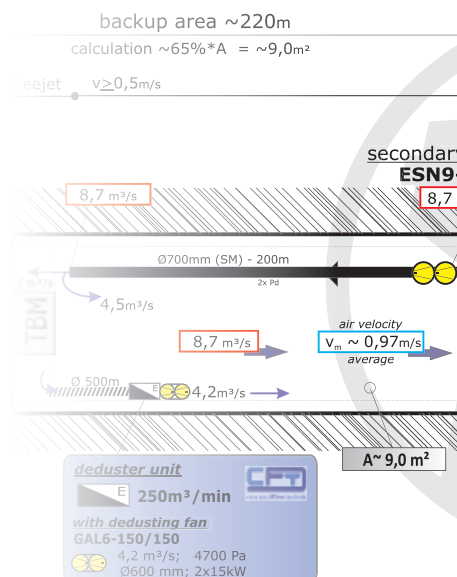 backup area ~220m
calculation ~65%*A = ~9,0m²
reejet v≥0,5m/s
secondary
ESN9-
8,7 m³/s
8,7
Ø700mm (SM) - 200m
2x Pd
m³/s
4,5m³/s
TBM
air velocity
8,7 m³/s
vm ~ 0,97m/s
average
Ø 500m
E
4,2m³/s
A~ 9,0 m²
deduster unit
CFT
E
250m³/min
with dedusting fan
GAL6-150/150
4,2 m³/s; 4700 Pa
Ø600 mm; 2x15kW